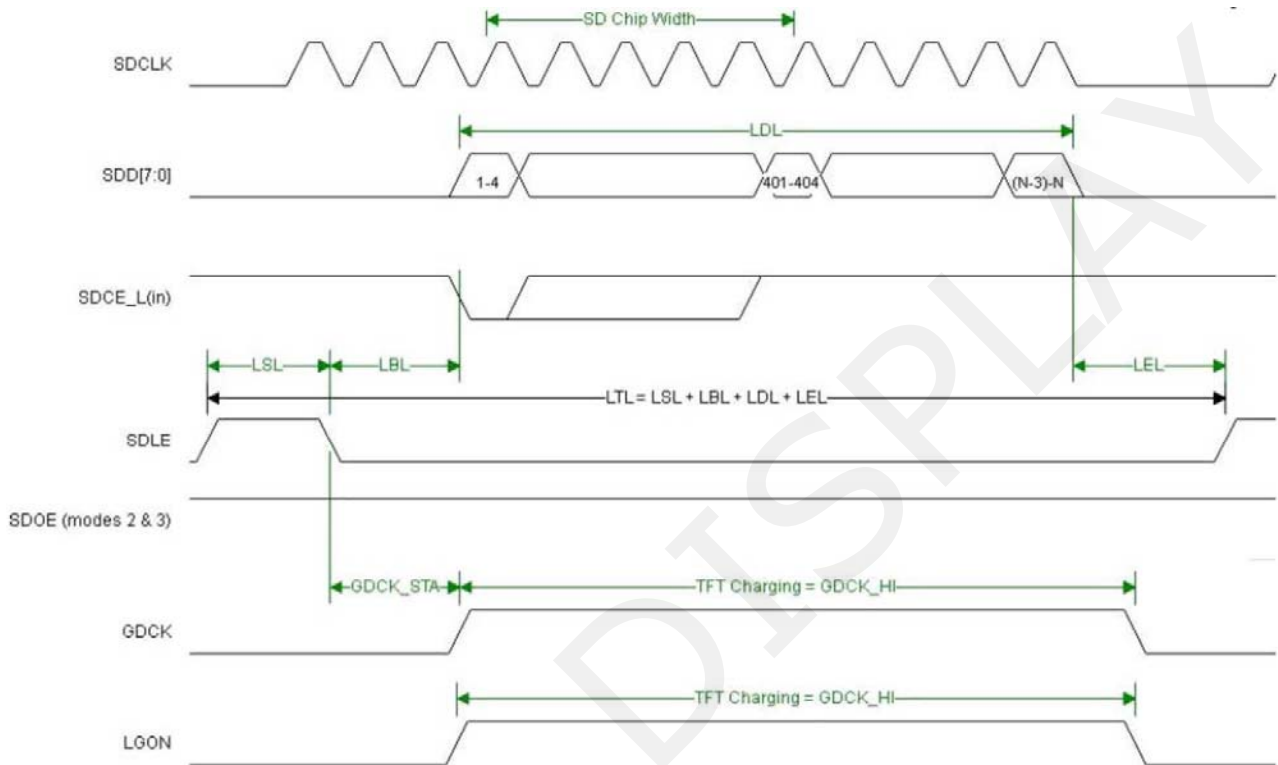 SD Chip Width
SDCLK
LDL
SDD[7:0]
1-4
401-404
(N-3)-N
SDCE_L(in)
LSL
LBL
LEL
LTL = LSL + LBL + LDL + LEL
SDLE
SDOE (modes 2 & 3)
GDCK_STA
TFT Charging = GDCK_HI
GDCK
TFT Charging = GDCK_HI
LGON
DISPLAY